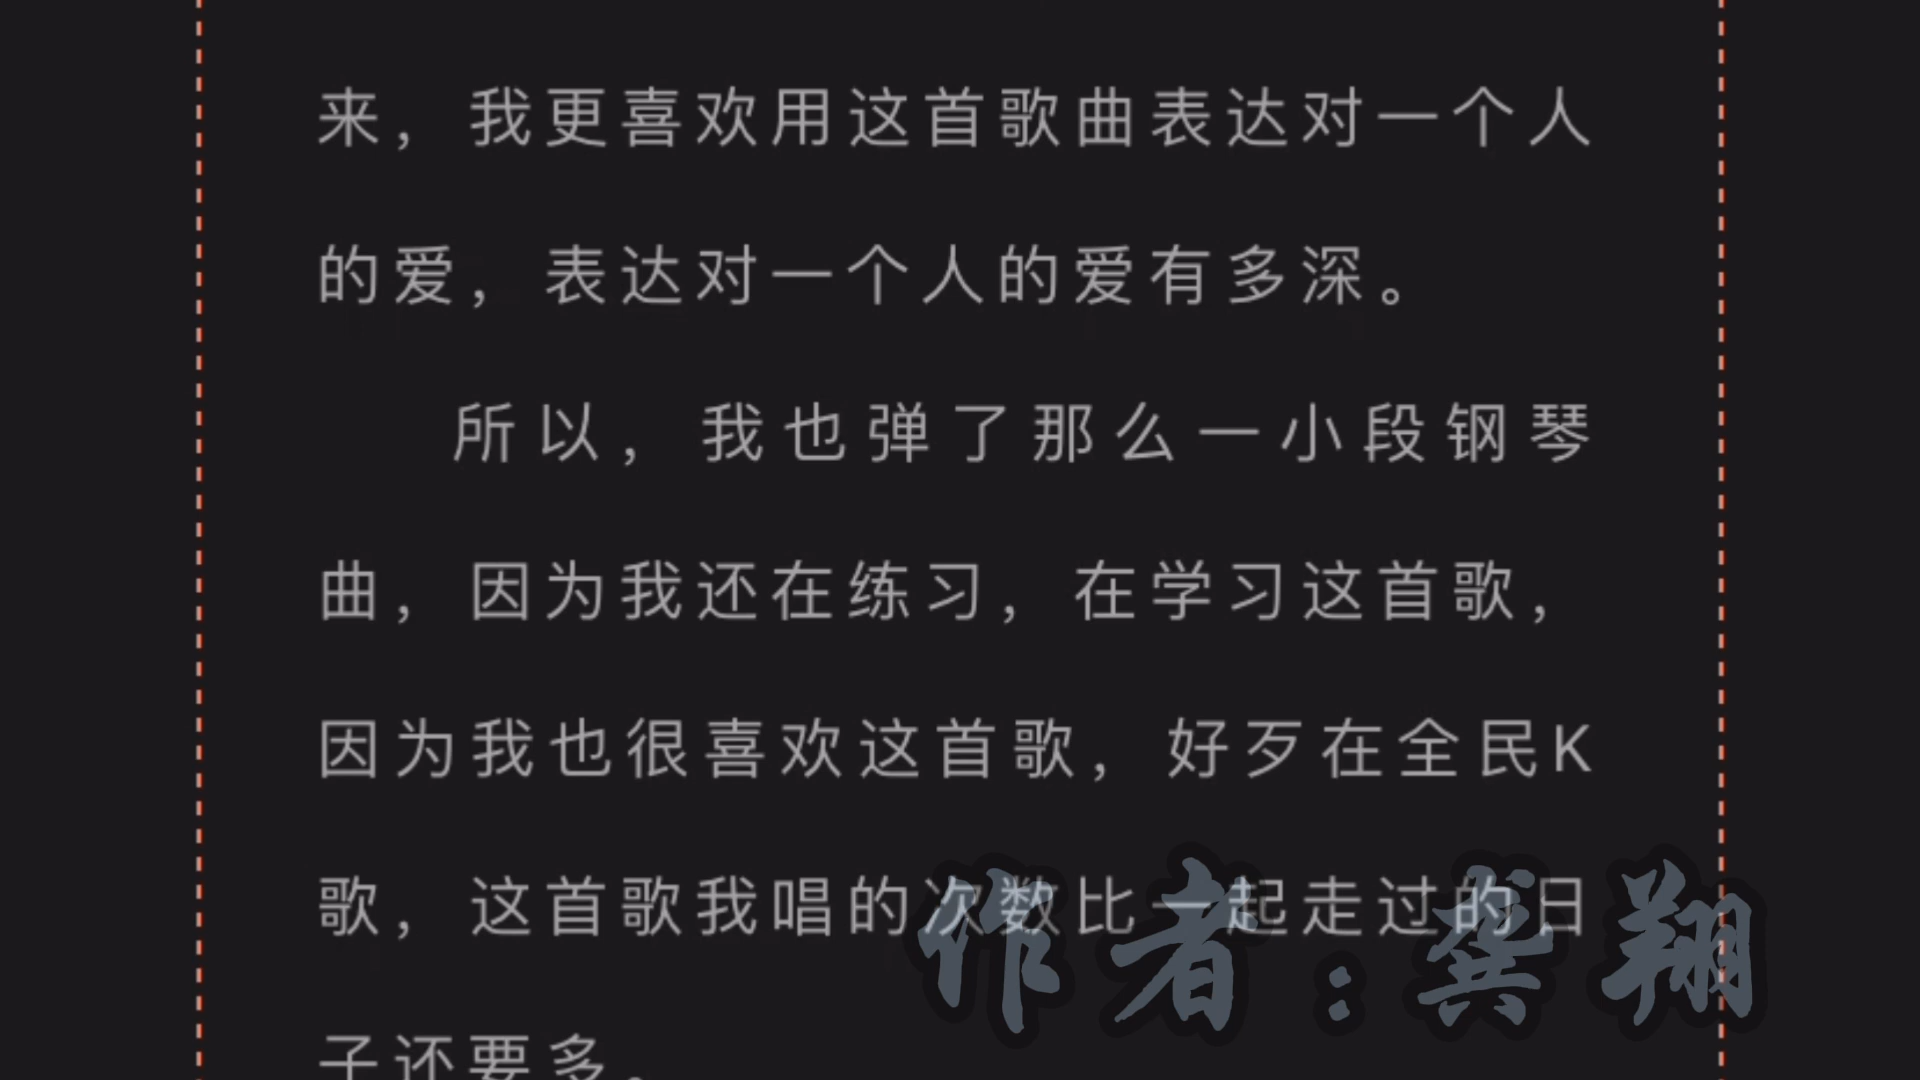 来，我更喜欢用这首歌曲表达对一个人
的爱，表达对一个人的爱有多深。
所以，我也弹了那么一小段钢琴
曲，因为我还在练习，在学习这首歌，
因为我也很喜欢这首歌，好歹在全民K
歌，这首歌我唱的次数比一起走过的日
子还要多。
作者：龚翔